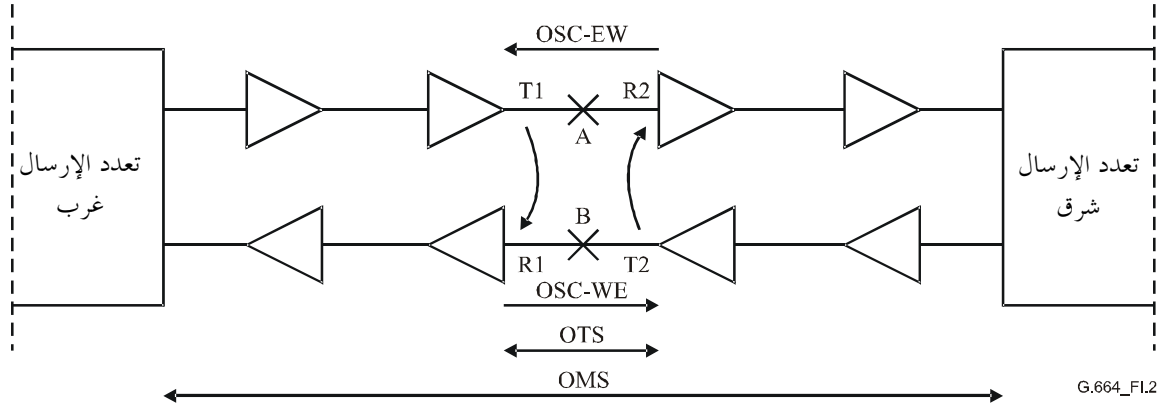 OSC-EW
T1
R2
A
تعدد الإرسال
غرب
تعدد الإرسال
شرق
B
R1
T2
OSC-WE
OTS
OMS
G.664_FI.2